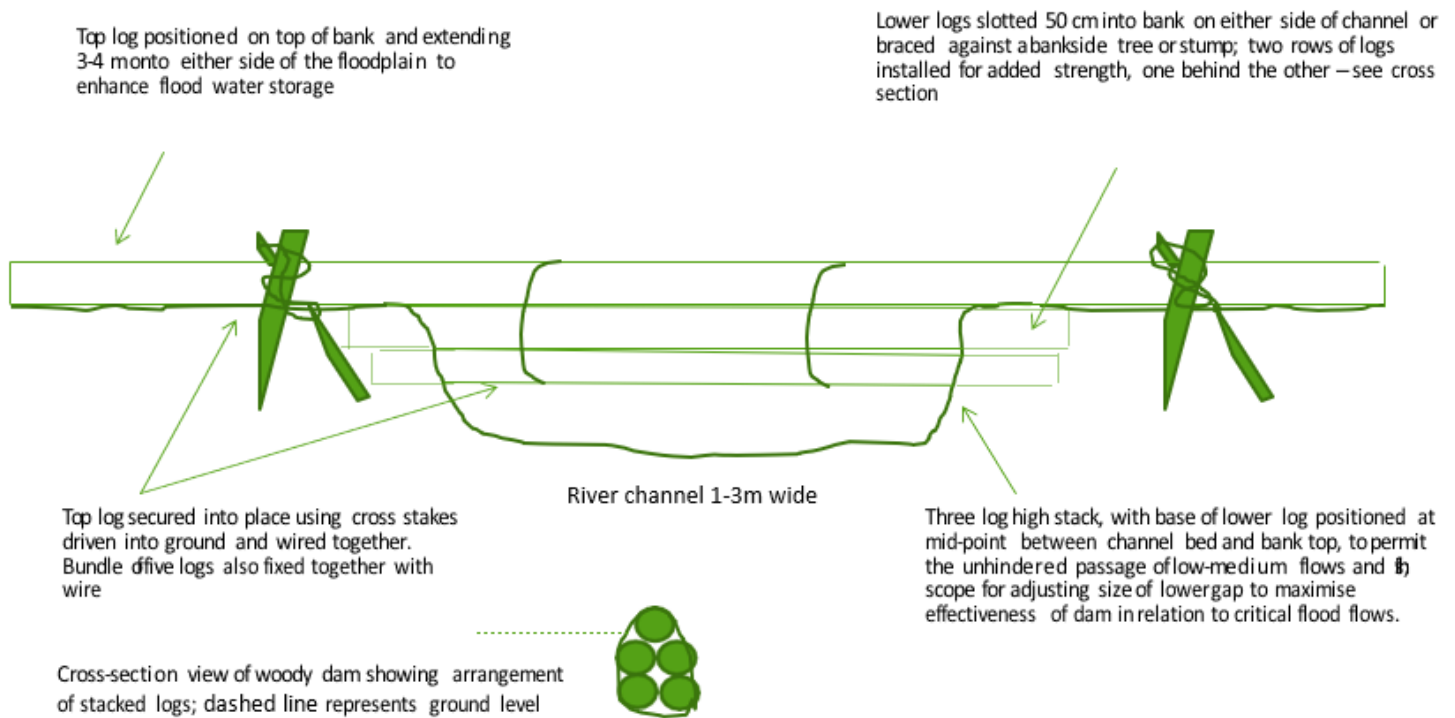 Top log positioned on top of bank and extending
3-4 monto either side of the floodplain to
enhance flood water storage
Lower logs slotted 50 cm into bank on either side of channel or
braced against abankside tree or stump; two rows of logs
installed for added strength, one behind the other – see cross
section
River channel 1-3m wide
Top log secured into place using cross stakes
driven into ground and wired together.
Bundle of five logs also fixed together with
wire
Three log high stack, with base of lower log positioned at
mid-point between channel bed and bank top, to permit
the unhindered passage of low-medium flows and
scope for adjusting size of lower gap to maximise
effectiveness of dam in relation to critical flood flows.
Cross-section view of woody dam showing arrangement
of stacked logs; dashed line represents ground level